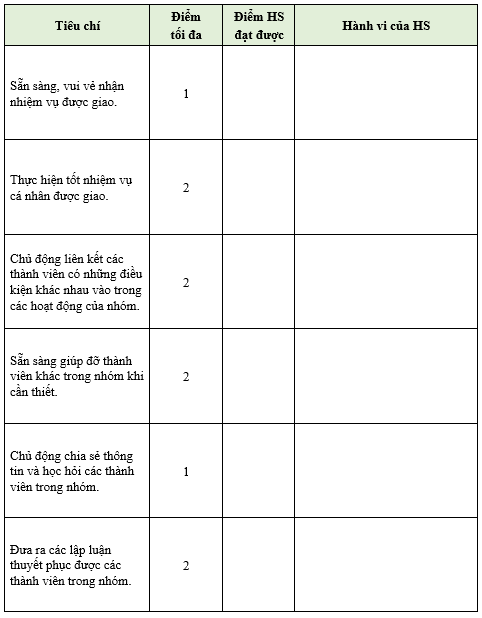 Tiêu chí
Điểm
tối đa
Điểm HS
đạt được
Hành vi của HS
Sẵn sàng, vui vẻ nhận
nhiệm vụ được giao.
1
Thực hiện tốt nhiệm vụ
cá nhân được giao.
2
Chủ động liên kết các
thành viên có những điều
kiện khác nhau vào trong
các hoạt động của nhóm.
2
Sẵn sàng giúp đỡ thành
viên khác trong nhóm khi
cần thiết.
2
Chủ động chia sẻ thông
tin và học hỏi các thành
viên trong nhóm.
1
Đưa ra các lập luận
thuyết phục được các
thành viên trong nhóm.
2